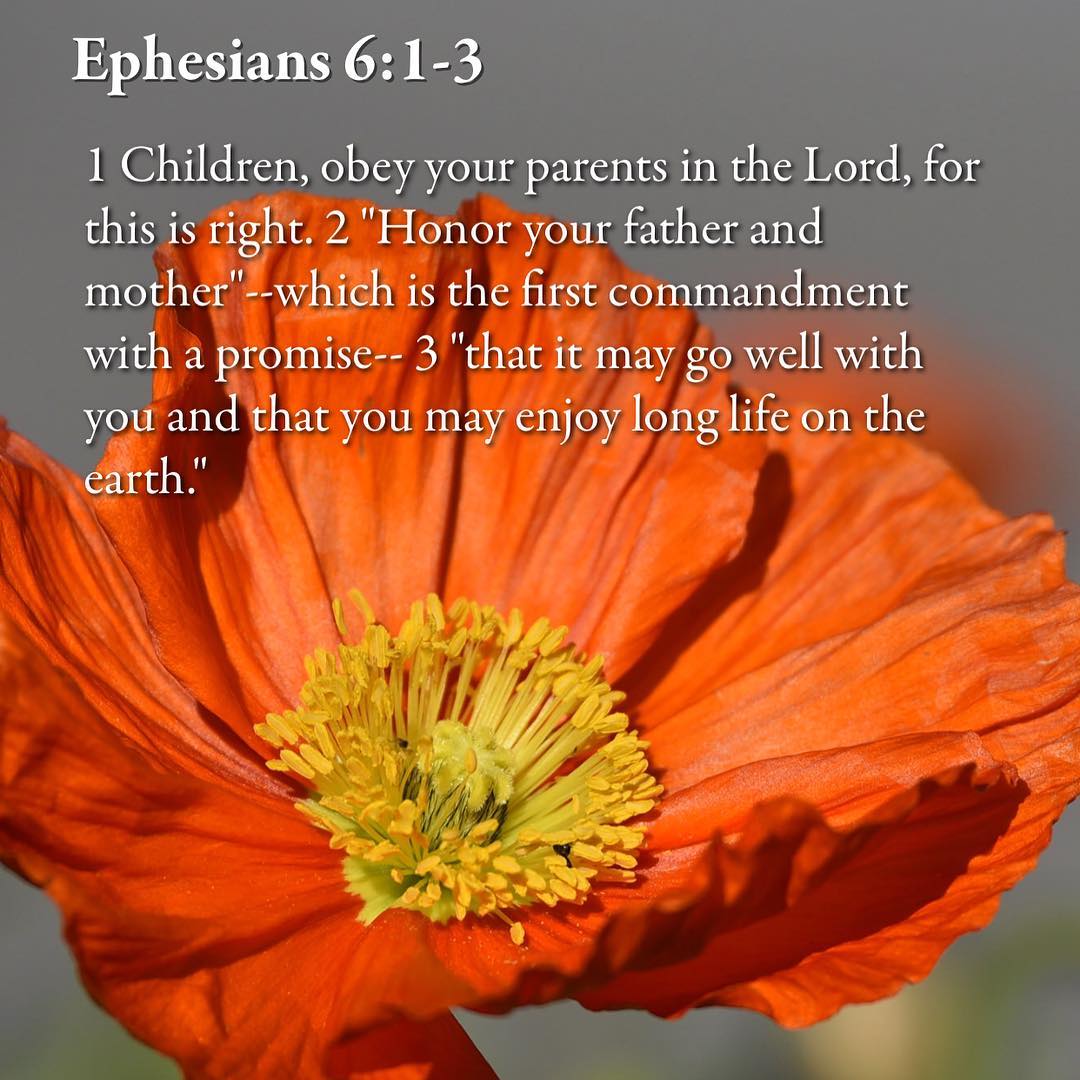 Ephesians 6:1-3
1 Children, obey your parents in the Lord, for
this is right. 2 "Honor your father and
mother"--which is the first commandment
with a promise-- 3 "that it may go well with
you and that you may enjoy long life on the
earth."